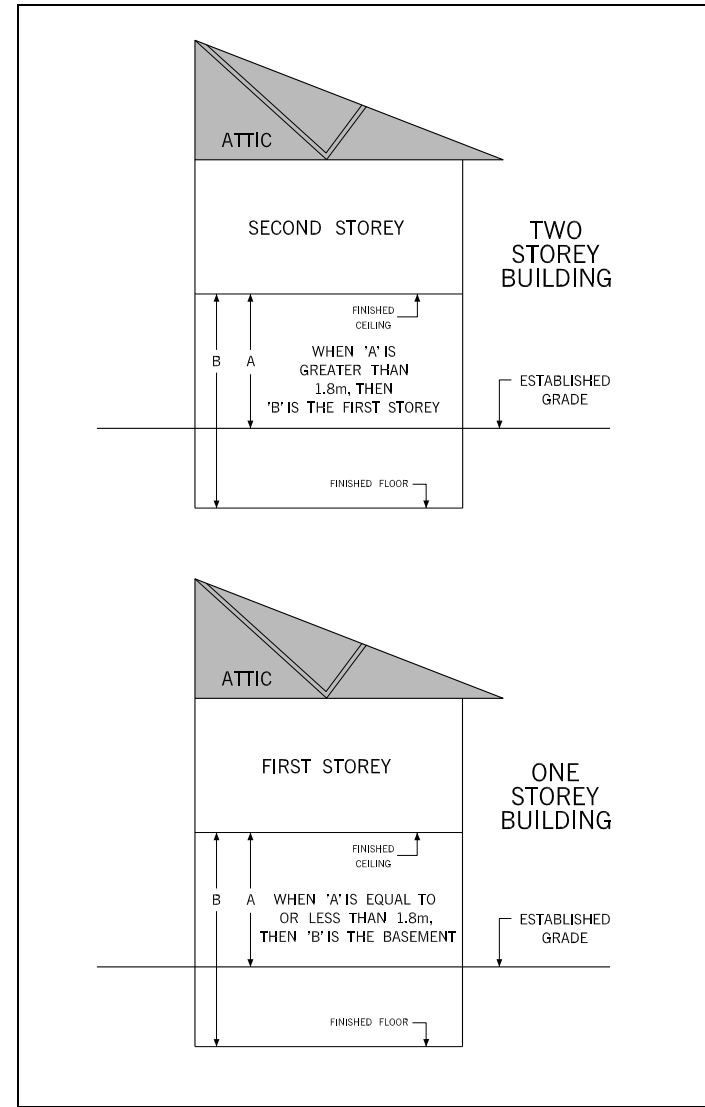 ATTIC
SECOND STOREY
TWO
STOREY
BUILDING
FINISHED
CEILING
B
A
WHEN 'A' IS
GREATER THAN
1.8m, THEN
'B' IS THE FIRST STOREY
ESTABLISHED
GRADE
FINISHED FLOOR
ATTIC
FIRST STOREY
ONE
STOREY
BUILDING
FINISHED
CEILING
B
A
WHEN 'A' IS EQUAL TO
OR LESS THAN 1.8m,
THEN 'B' IS THE BASEMENT
ESTABLISHED
GRADE
FINISHED FLOOR